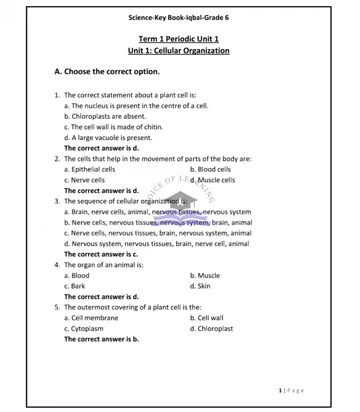 Science-Key Book-Iqbal-Grade 6
Term 1 Periodic Unit 1
Unit 1: Cellular Organization
A. Choose the correct option.
1. The correct statement about a plant cell is:
a. The nucleus is present in the centre of a cell.
b. Chloroplasts are absent.
c. The cell wall is made of chitin.
d. A large vacuole is present.
The correct answer is d.
2. The cells that help in the movement of parts of the body are:
a. Epithelial cells b. Blood cells
c. Nerve cells d. Muscle cells
The correct answer is d.
3. The sequence of cellular organization is:
a. Brain, nerve cells, animal, nervous tissues, nervous system
b. Nerve cells, nervous tissues, nervous system, brain, animal
c. Nerve cells, nervous tissues, brain, nervous system, animal
d. Nervous system, nervous tissues, brain, nerve cell, animal
The correct answer is c.
4. The organ of an animal is:
a. Blood b. Muscle
c. Bark d. Skin
The correct answer is d.
5. The outermost covering of a plant cell is the:
a. Cell membrane b. Cell wall
c. Cytoplasm d. Chloroplast
The correct answer is b.
1 | P a g e